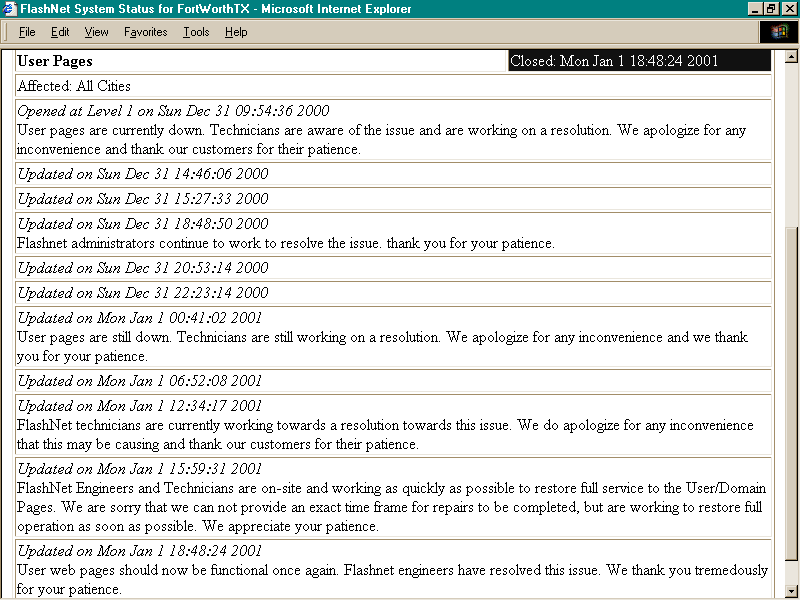 FlashNet System Status for FortWorthTX - Microsoft Internet Explorer
File Edit View Favorites Tools Help
User Pages Closed: Mon Jan 1 18:48:24 2001
Affected: All Cities
Opened at Level 1 on Sun Dec 31 09:54:36 2000
User pages are currently down. Technicians are aware of the issue and are working on a resolution. We apologize for any
inconvenience and thank our customers for their patience.
Updated on Sun Dec 31 14:46:06 2000
Updated on Sun Dec 31 15:27:33 2000
Updated on Sun Dec 31 18:48:50 2000
Flashnet administrators continue to work to resolve the issue. thank you for your patience.
Updated on Sun Dec 31 20:53:14 2000
Updated on Sun Dec 31 22:23:14 2000
Updated on Mon Jan 1 00:41:02 2001
User pages are still down. Technicians are still working on a resolution. We apologize for any inconvenience and we thank
you for your patience.
Updated on Mon Jan 1 06:52:08 2001
Updated on Mon Jan 1 12:34:17 2001
FlashNet technicians are currently working towards a resolution towards this issue. We do apologize for any inconvenience
that this may be causing and thank our customers for their patience.
Updated on Mon Jan 1 15:59:31 2001
FlashNet Engineers and Technicians are on-site and working as quickly as possible to restore full service to the User/Domain
Pages. We are sorry that we can not provide an exact time frame for repairs to be completed, but are working to restore full
operation as soon as possible. We appreciate your patience.
Updated on Mon Jan 1 18:48:24 2001
User web pages should now be functional once again. Flashnet engineers have resolved this issue. We thank you tremedously
for your patience.